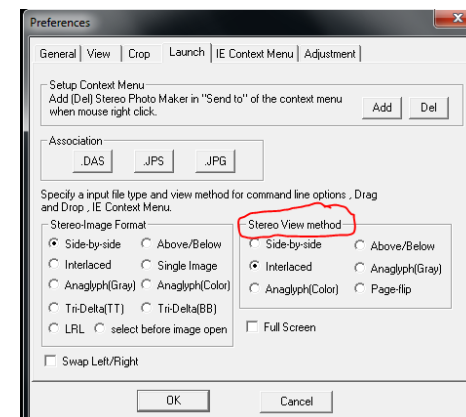 Preferences
General View Crop Launch IE Context Menu Adjustment
Setup Context Menu
Add (Del) Stereo Photo Maker in "Send to" of the context menu
when mouse right click.
Add Del
Association
.DAS .JPS .JPG
Specify a input file type and view method for command line options , Drag
and Drop , IE Context Menu.
Stereo-Image Format
Side-by-side Above/Below
Interlaced Single Image
Anaglyph(Gray) Anaglyph(Color)
Tri-Delta(TT) Tri-Delta(BB)
LRL select before image open
Stereo View method
Side-by-side Above/Below
Interlaced Anaglyph(Gray)
Anaglyph(Color) Page-flip
Full Screen
Swap Left/Right
OK Cancel